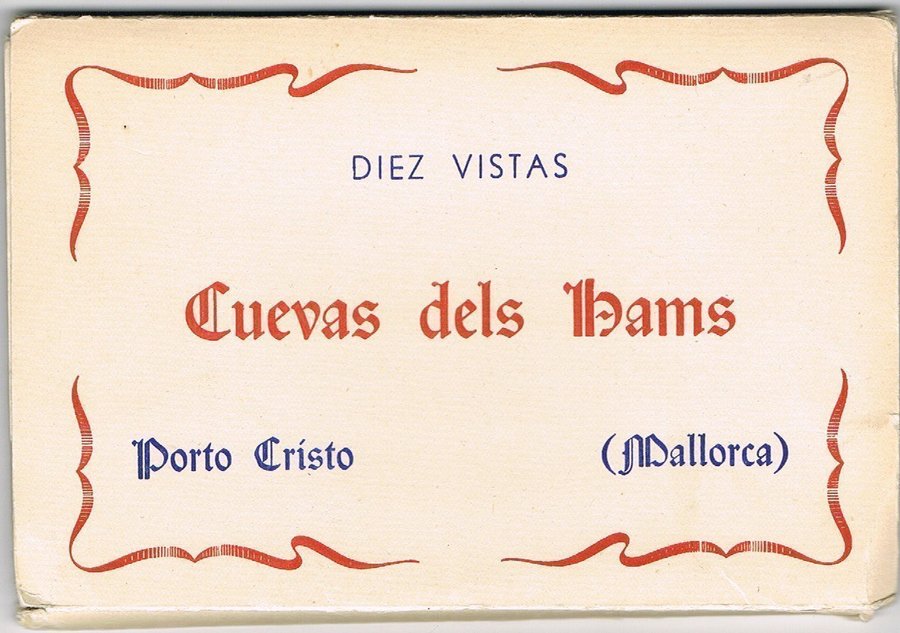 DIEZ VISTAS
Cuevas dels Hams
Porto Cristo (Mallorca)